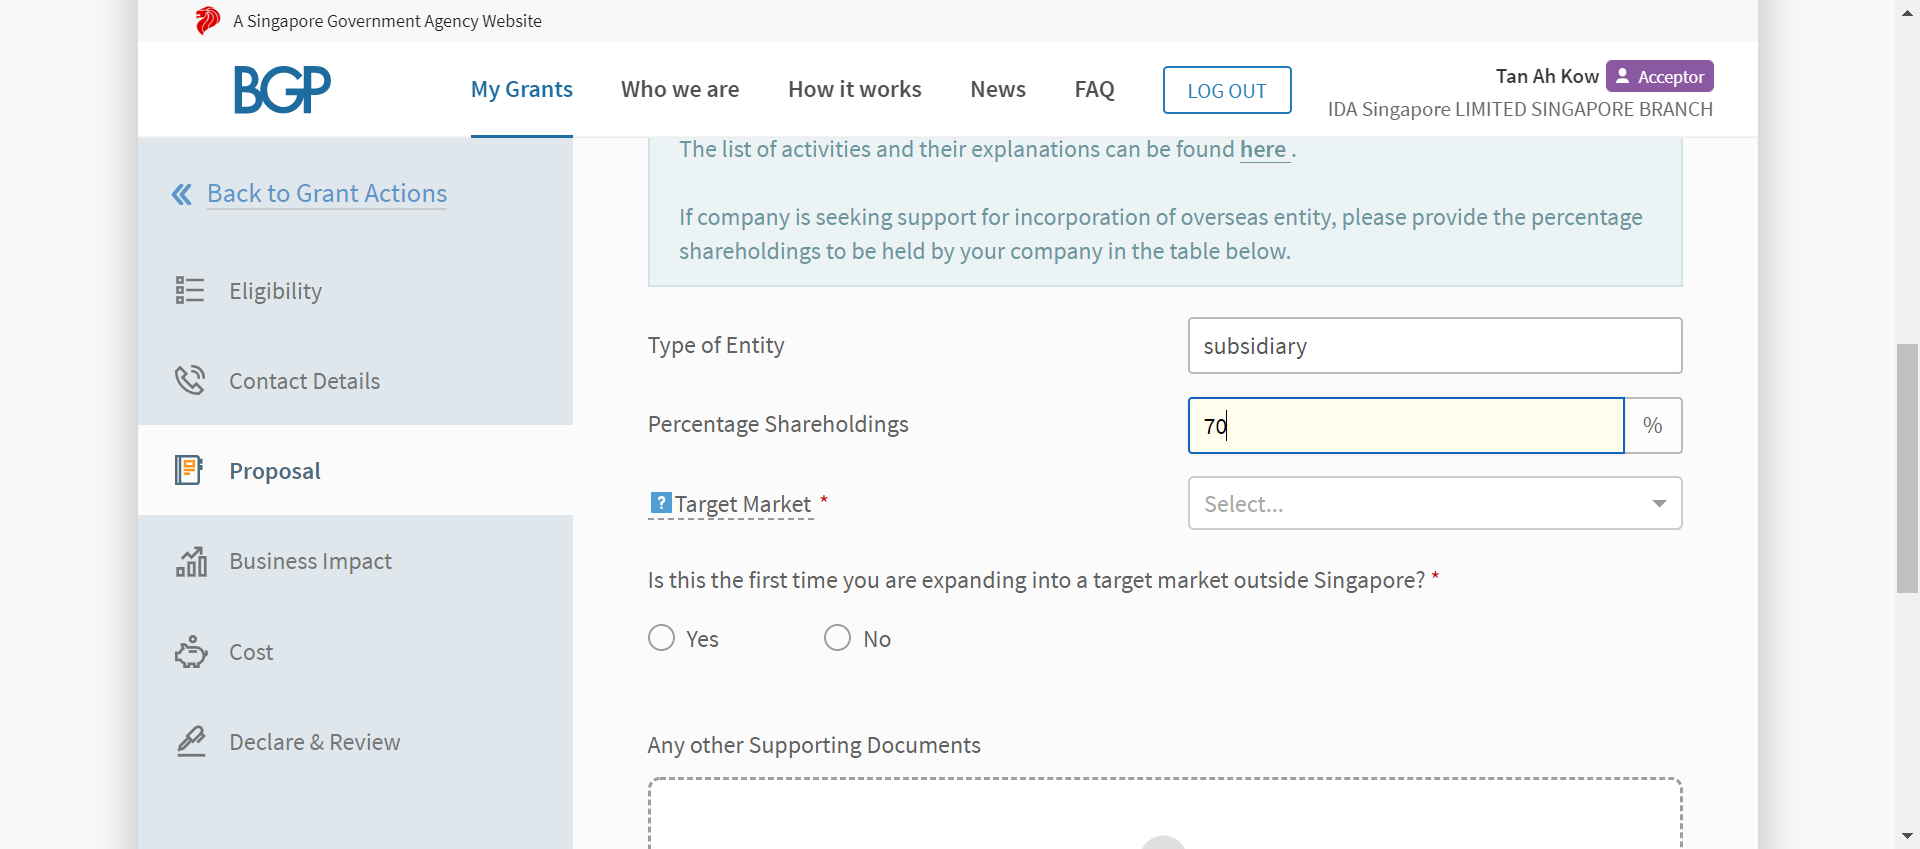 A Singapore Government Agency Website
BGP
My Grants
Who we are
How it works
News
FAQ
LOG OUT
Tan Ah Kow
Acceptor
IDA Singapore LIMITED SINGAPORE BRANCH
Back to Grant Actions
Eligibility
Contact Details
Proposal
Business Impact
Cost
Declare & Review
The list of activities and their explanations can be found here .
If company is seeking support for incorporation of overseas entity, please provide the percentage
shareholdings to be held by your company in the table below.
Type of Entity
subsidiary
Percentage Shareholdings
70
%
? Target Market *
Select...
Is this the first time you are expanding into a target market outside Singapore? *
Yes
No
Any other Supporting Documents